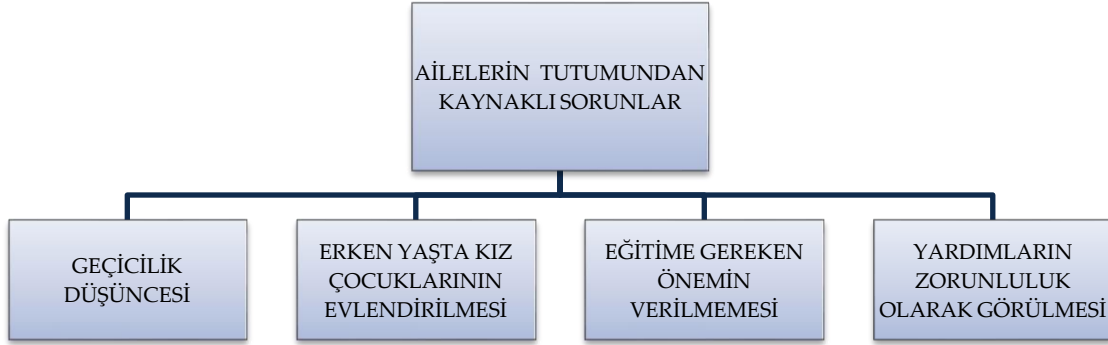 AİLELERİN TUTUMUNDAN
KAYNAKLI SORUNLAR
GEÇİCİLİK
DÜŞÜNCESİ
ERKEN YAŞTA KIZ
ÇOCUKLARININ
EVLENDİRİLMESİ
EĞİTİME GEREKEN
ÖNEMİN
VERİLMEMESİ
YARDIMLARIN
ZORUNLULUK
OLARAK GÖRÜLMESİ